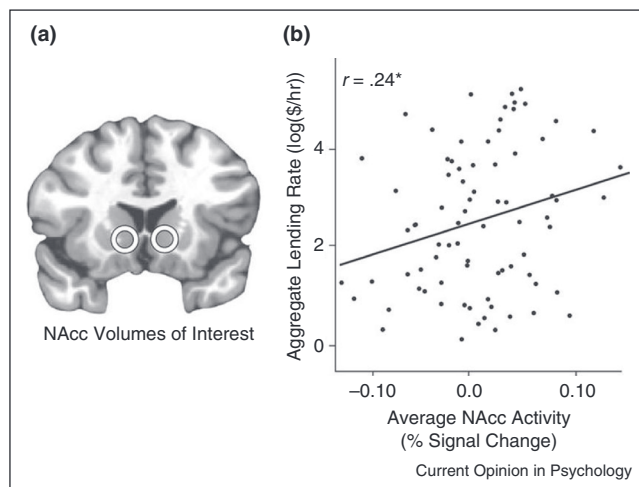 (a)
NAcc Volumes of Interest
(b)
r = .24*
Aggregate Lending Rate (log($/hr))
4
2
0
–0.10 0.0 0.10
Average NAcc Activity
(% Signal Change)
Current Opinion in Psychology